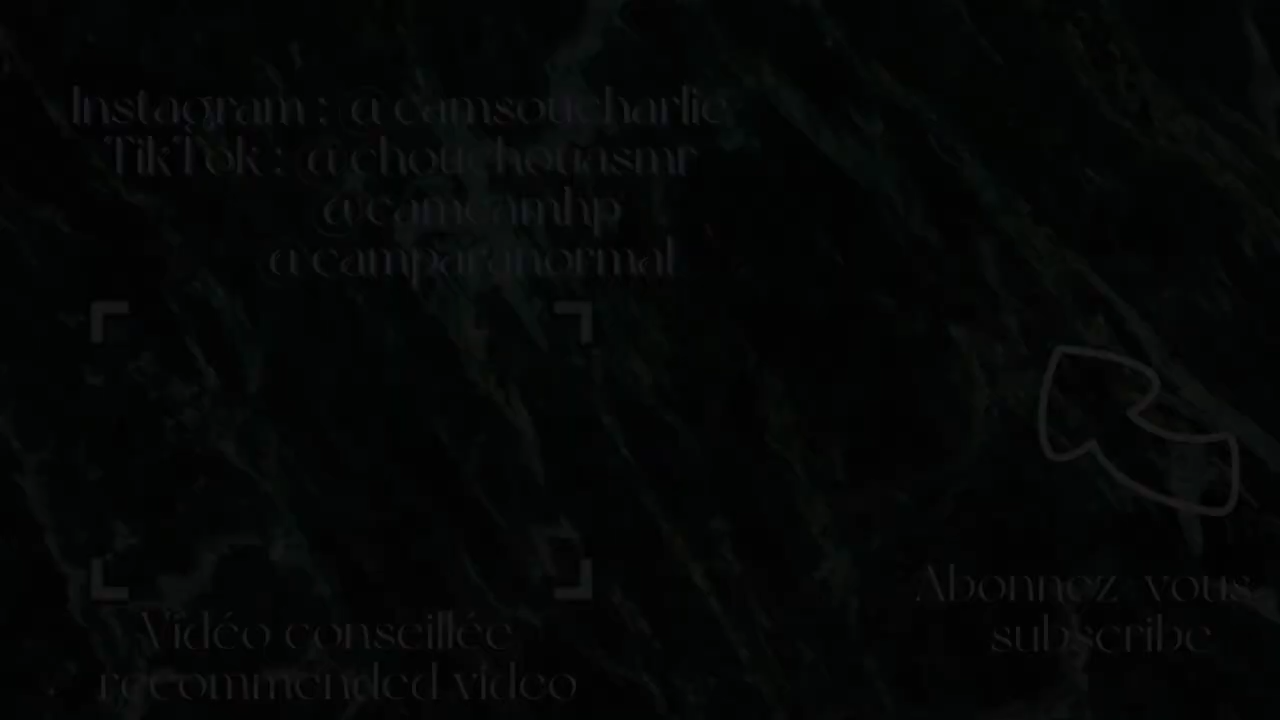 Instagram : @camsoucharlie
TikTok : @chouchouasmr
@camcamhp
@camparanormal
Vidéo conseillée
recommended video
Abonnez-vous
subscribe